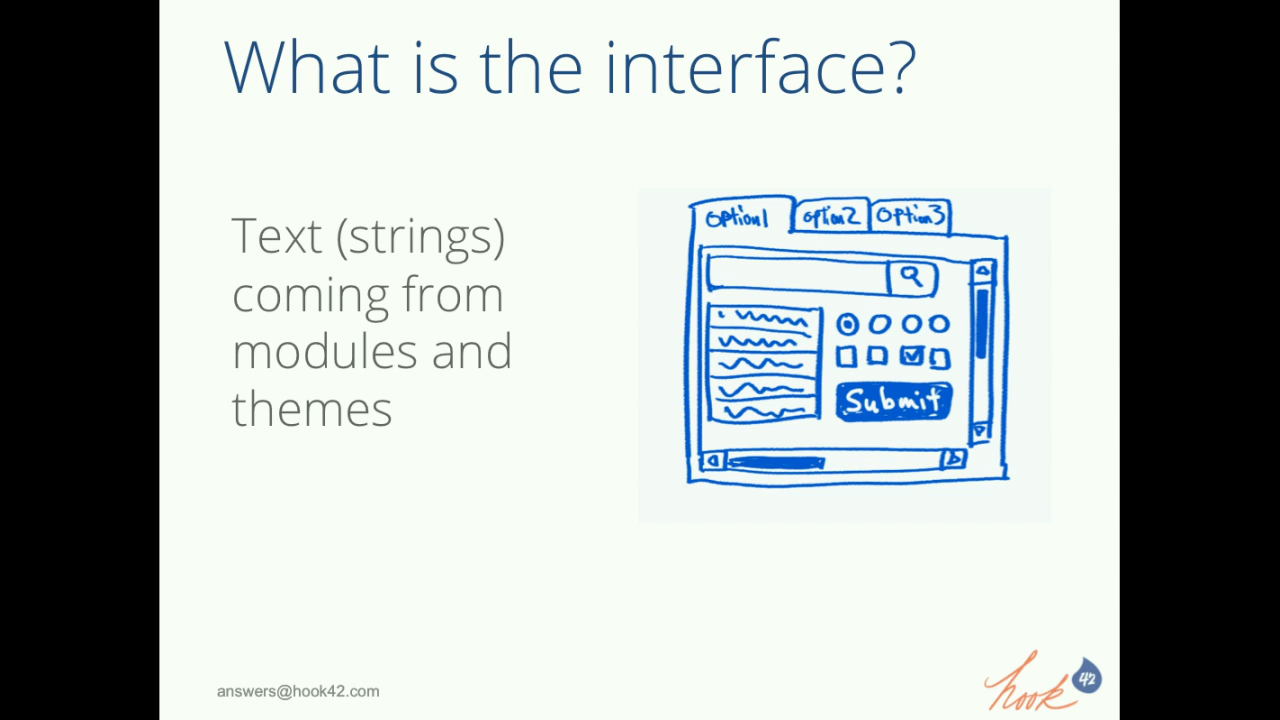 What is the interface?
Text (strings)
coming from
modules and
themes
option1 option2 option3
Submit
answers@hook42.com
hook 42